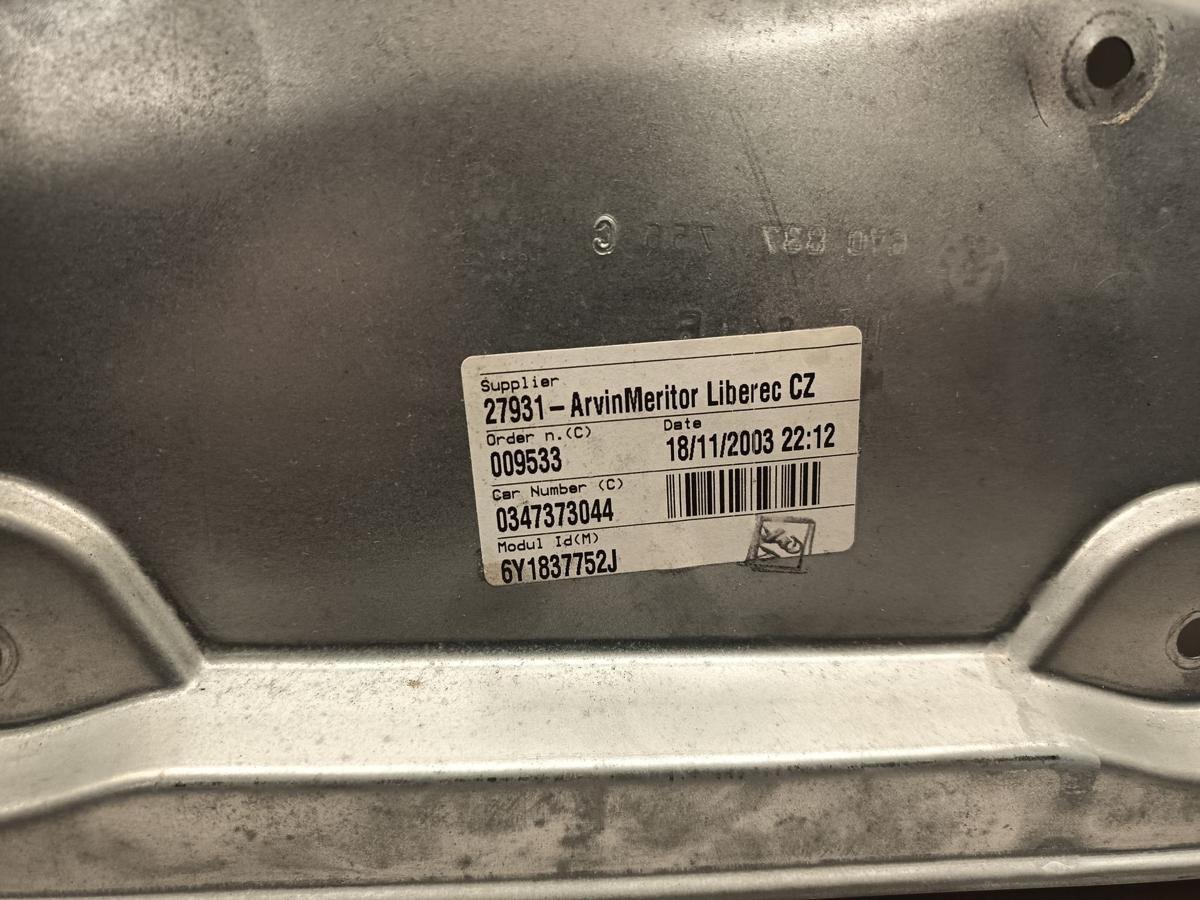 Supplier
27931-ArvinMeritor Liberec CZ
Order n.(C)
009533
Date
18/11/2003 22:12
Car Number (C)
0347373044
Modul Id(M)
6Y1837752J